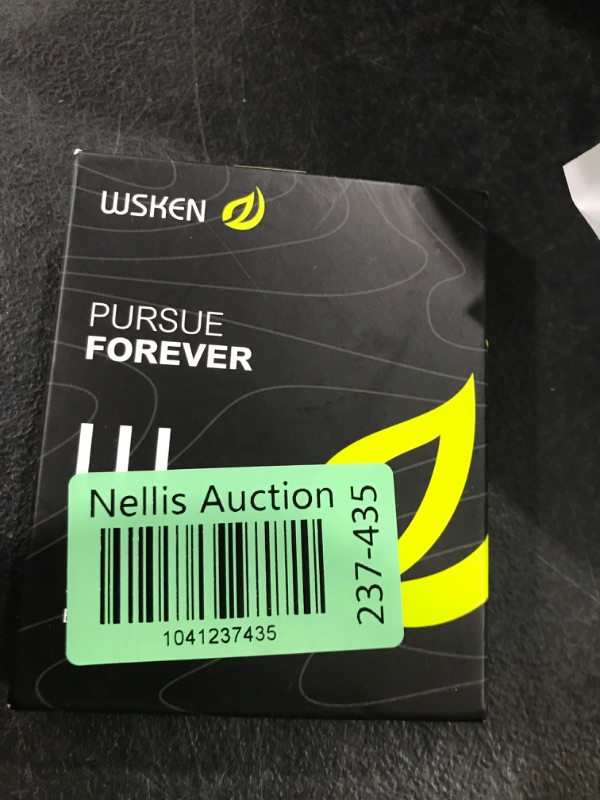 WSKEN
PURSUE
FOREVER
Nellis Auction
237-435
1041237435